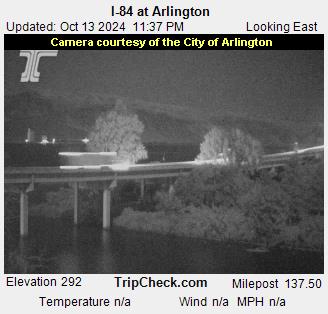 I-84 at Arlington
Updated: Oct 13 2024 11:37 PM Looking East
Camera courtesy of the City of Arlington
Elevation 292 TripCheck.com Milepost 137.50
Temperature n/a Wind n/a MPH n/a